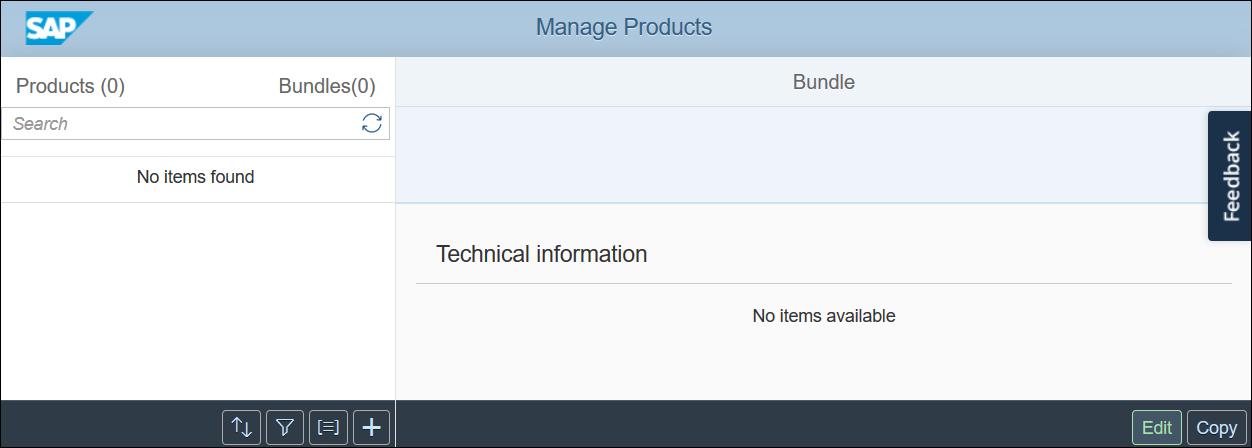 SAP
Manage Products
Products (0)
Bundles(0)
Search
No items found
Bundle
Feedback
Technical information
No items available
Edit
Copy